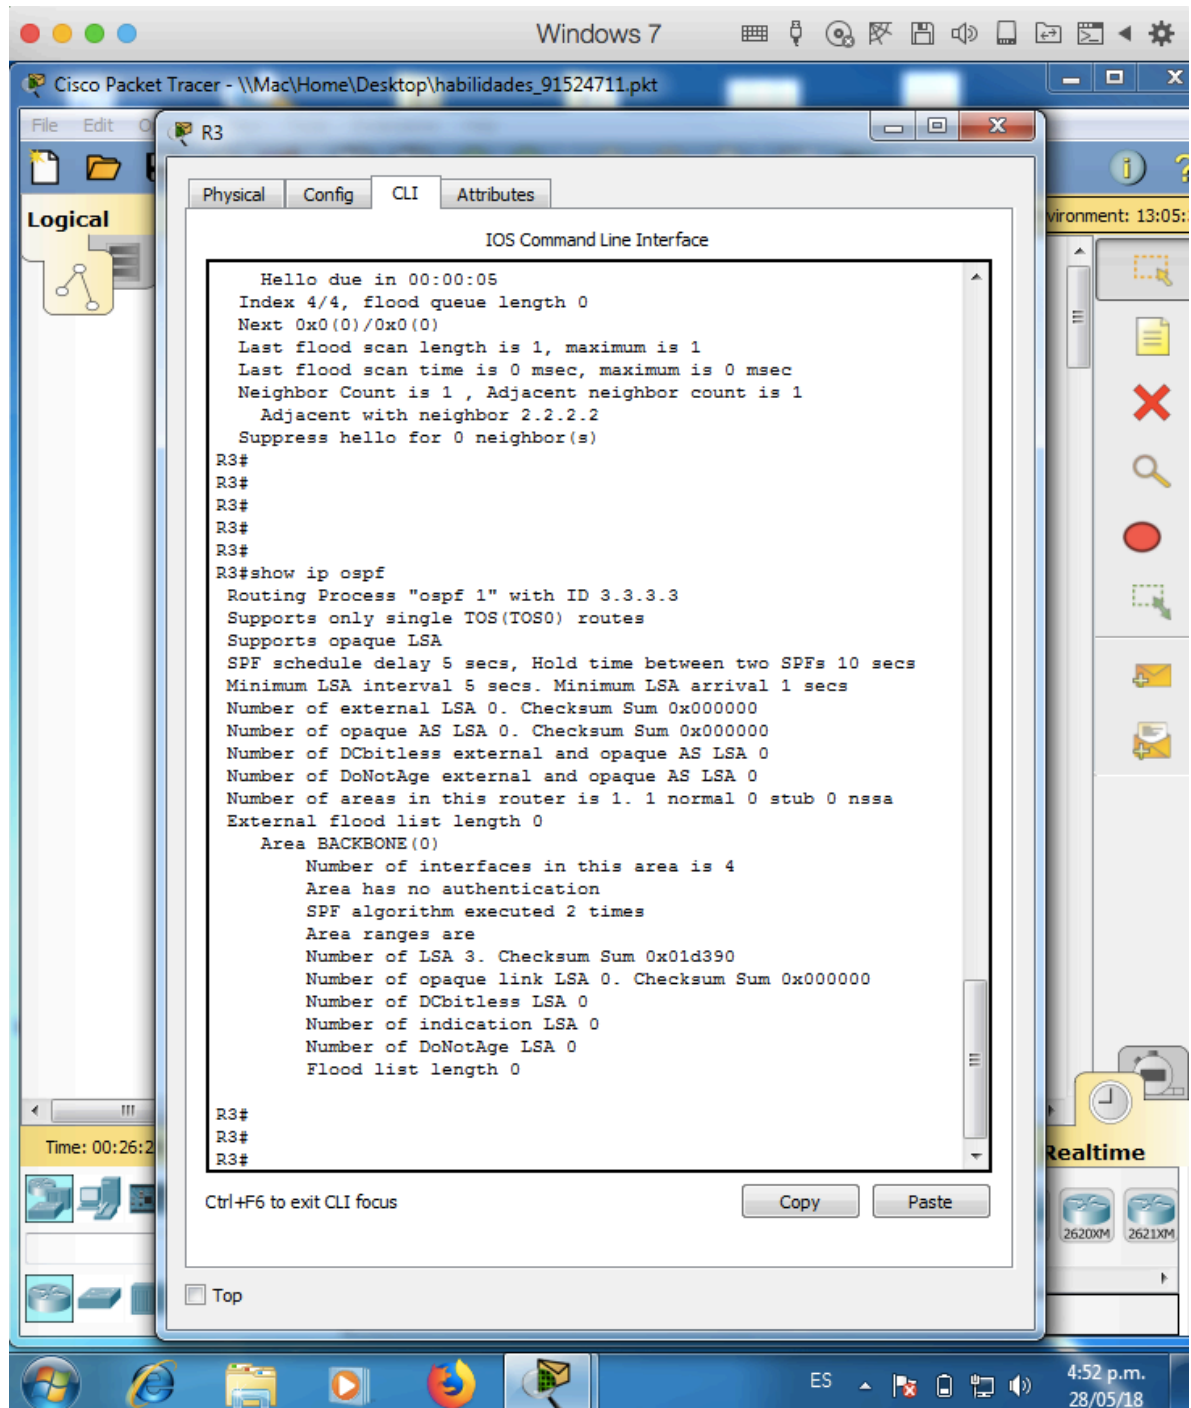 Windows 7
Cisco Packet Tracer - \\Mac\Home\Desktop\habilidades_91524711.pkt
File Edit
R3
Physical Config CLI Attributes
Logical
vironment: 13:05:
IOS Command Line Interface
Hello due in 00:00:05
Index 4/4, flood queue length 0
Next 0x0(0)/0x0(0)
Last flood scan length is 1, maximum is 1
Last flood scan time is 0 msec, maximum is 0 msec
Neighbor Count is 1 , Adjacent neighbor count is 1
Adjacent with neighbor 2.2.2.2
Suppress hello for 0 neighbor(s)
R3#
R3#
R3#
R3#
R3#
R3#show ip ospf
Routing Process "ospf 1" with ID 3.3.3.3
Supports only single TOS(TOS0) routes
Supports opaque LSA
SPF schedule delay 5 secs, Hold time between two SPFs 10 secs
Minimum LSA interval 5 secs. Minimum LSA arrival 1 secs
Number of external LSA 0. Checksum Sum 0x000000
Number of opaque AS LSA 0. Checksum Sum 0x000000
Number of DCbitless external and opaque AS LSA 0
Number of DoNotAge external and opaque AS LSA 0
Number of areas in this router is 1. 1 normal 0 stub 0 nssa
External flood list length 0
Area BACKBONE(0)
Number of interfaces in this area is 4
Area has no authentication
SPF algorithm executed 2 times
Area ranges are
Number of LSA 3. Checksum Sum 0x01d390
Number of opaque link LSA 0. Checksum Sum 0x000000
Number of DCbitless LSA 0
Number of indication LSA 0
Number of DoNotAge LSA 0
Flood list length 0
R3#
R3#
R3#
Time: 00:26:2
Realtime
Ctrl+F6 to exit CLI focus
Copy Paste
2620XM 2621XM
Top
ES
4:52 p.m.
28/05/18